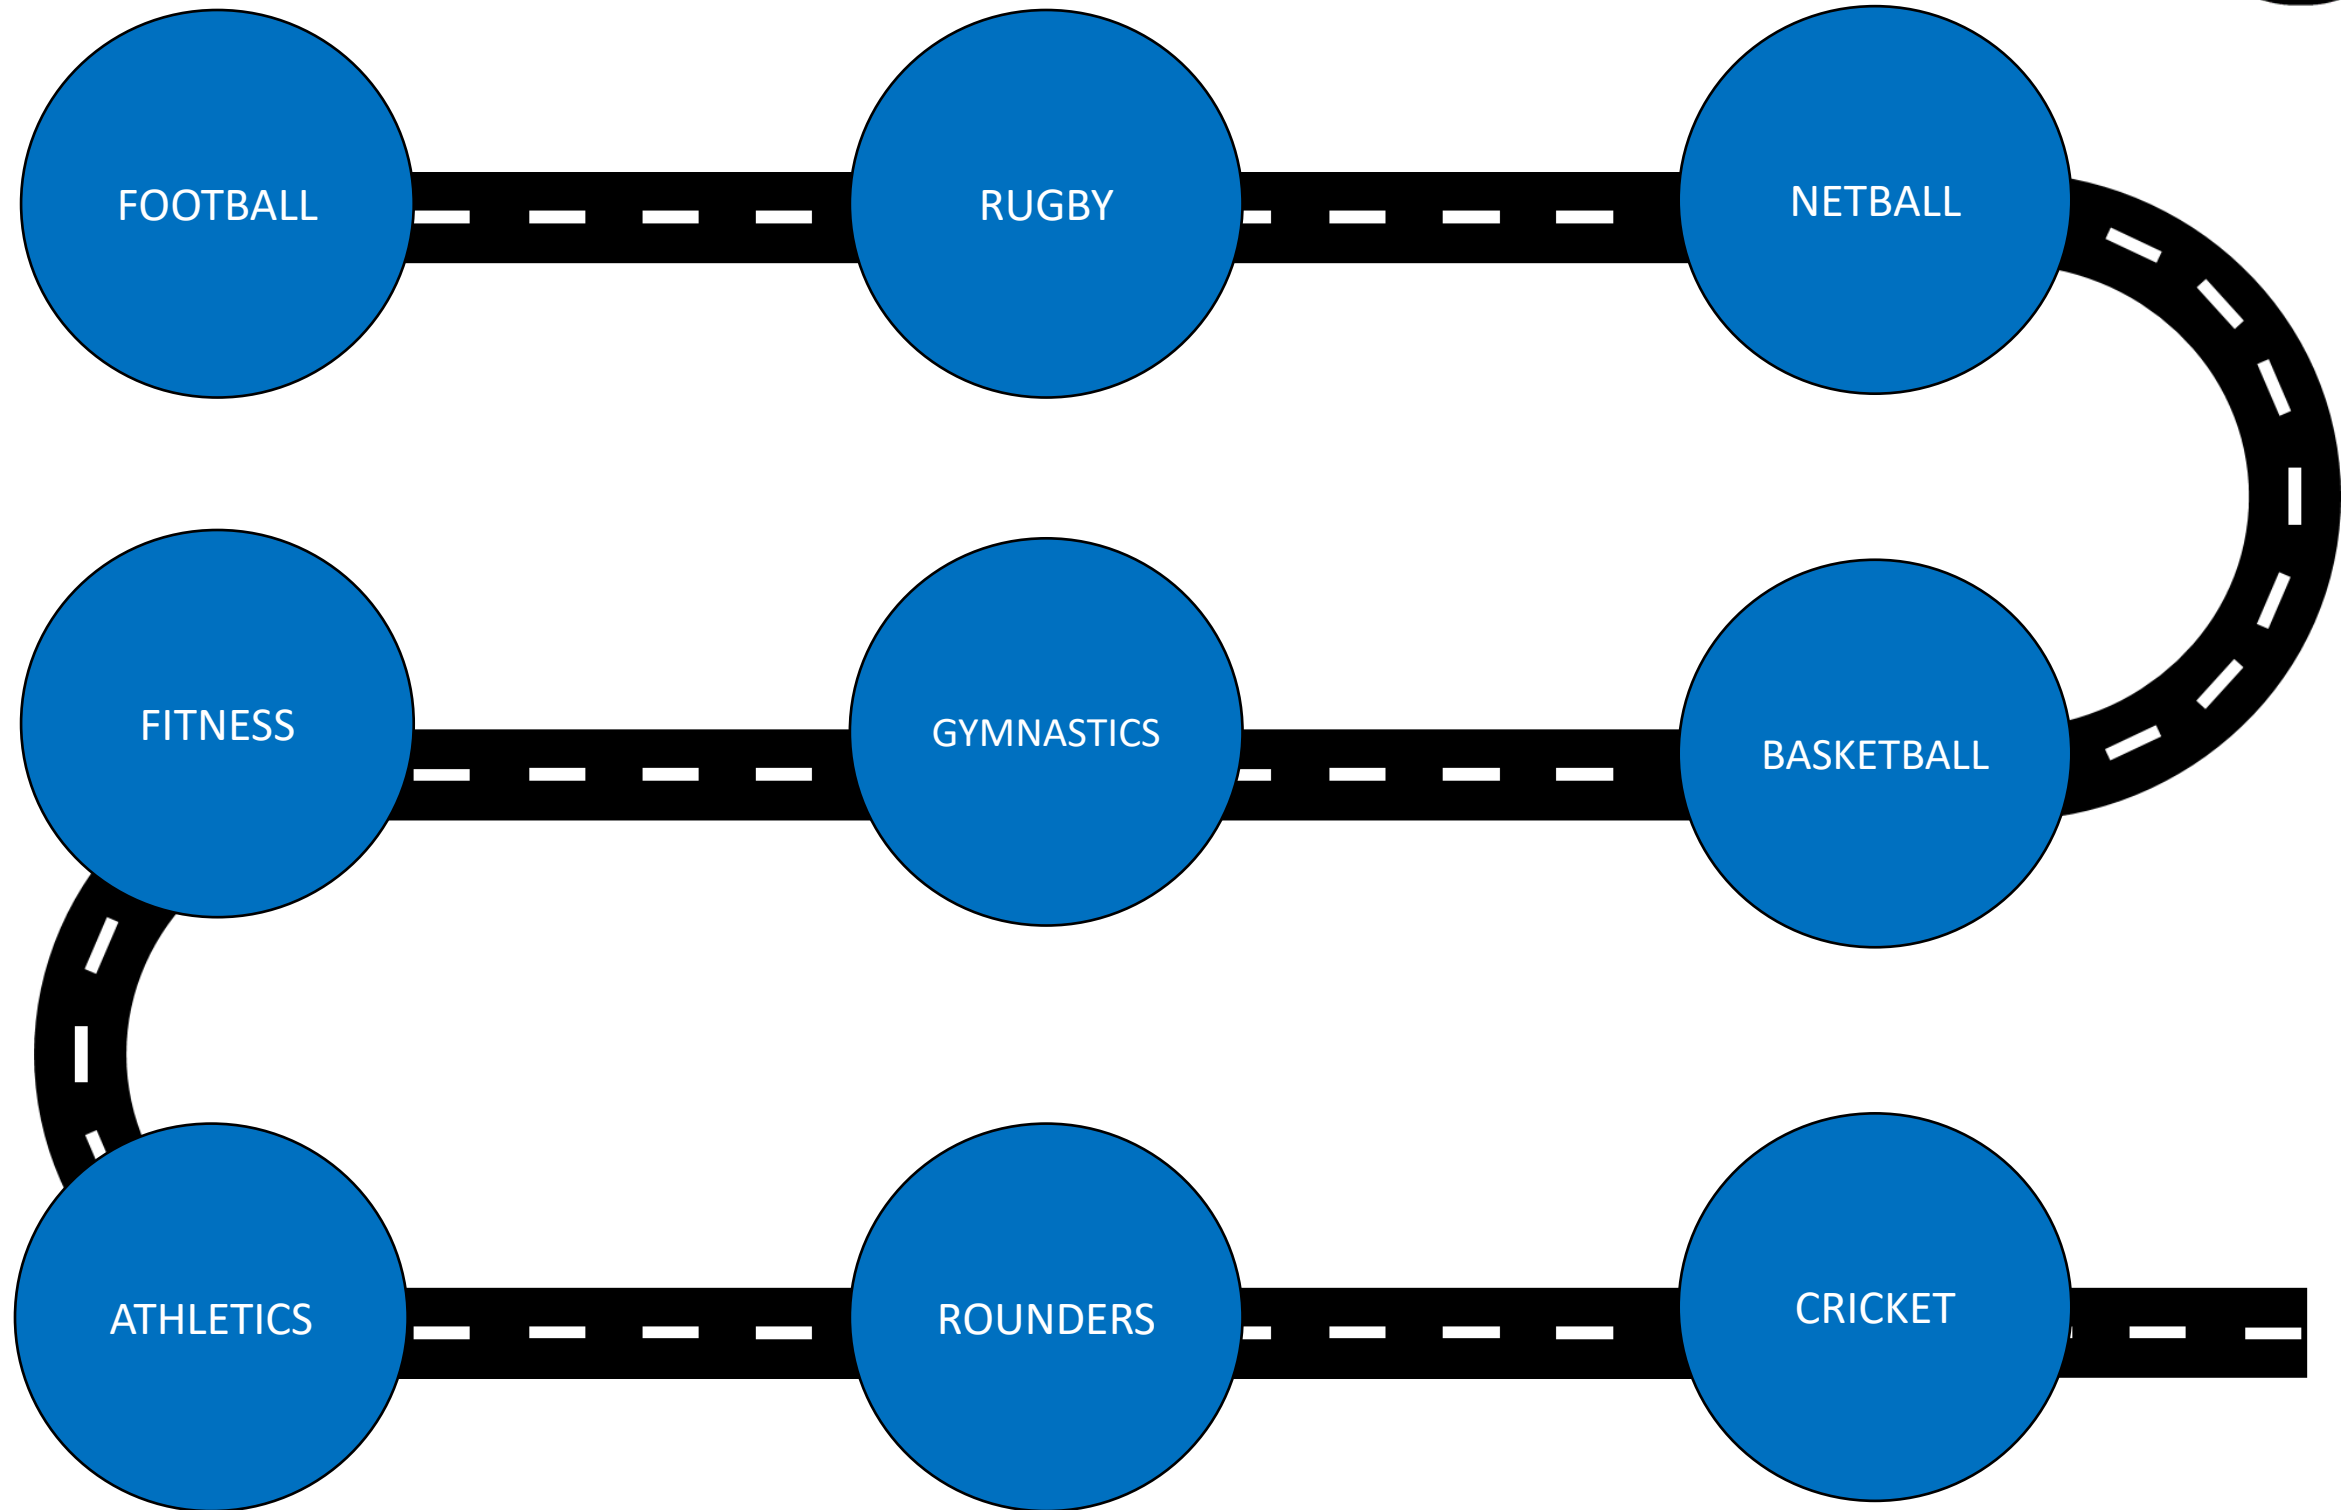 FOOTBALL
RUGBY
NETBALL
BASKETBALL
GYMNASTICS
FITNESS
ATHLETICS
ROUNDERS
CRICKET